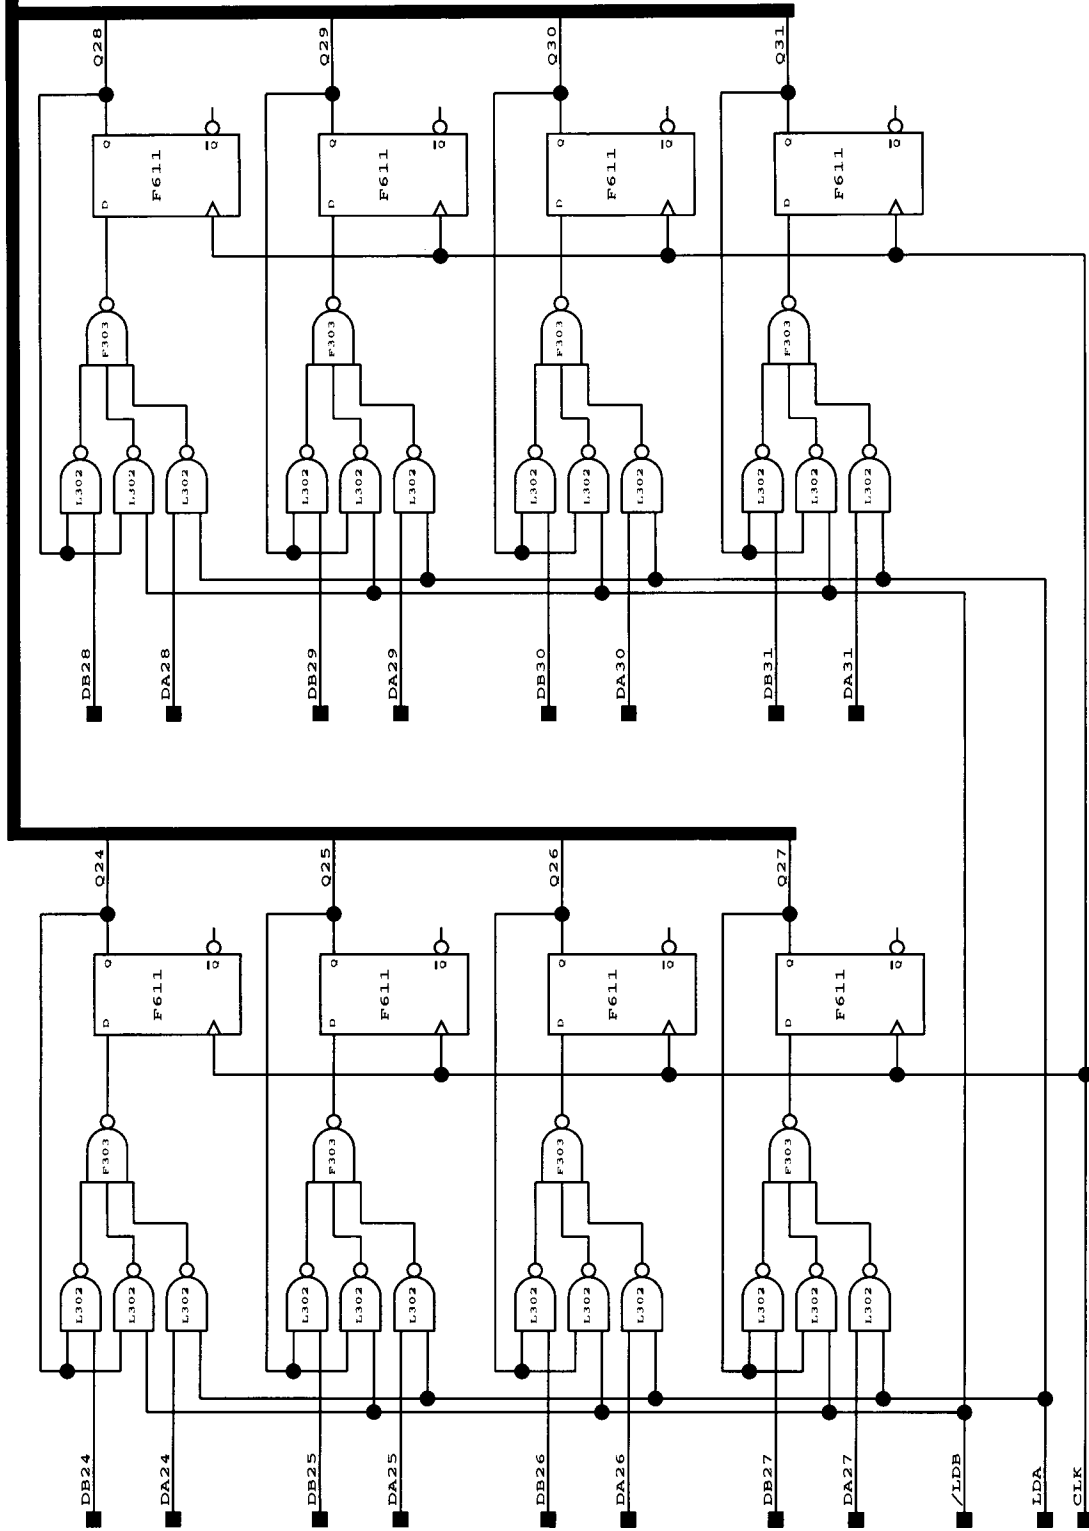 Q28
Q29
Q30
Q31
Q Q
Q Q
Q Q
Q Q
F611
F611
F611
F611
D
D
D
D
F303
F303
F303
F303
L302
L302
L302
L302
L302
L302
L302
L302
L302
L302
L302
L302
DB28
DA28
DB29
DA29
DB30
DA30
DB31
DA31
Q24
Q25
Q26
Q27
Q Q
Q Q
Q Q
Q Q
F611
F611
F611
F611
D
D
D
D
F303
F303
F303
F303
L302
L302
L302
L302
L302
L302
L302
L302
L302
L302
L302
L302
DB24
DA24
DB25
DA25
DB26
DA26
DB27
DA27
/LDB
LDA
CLK